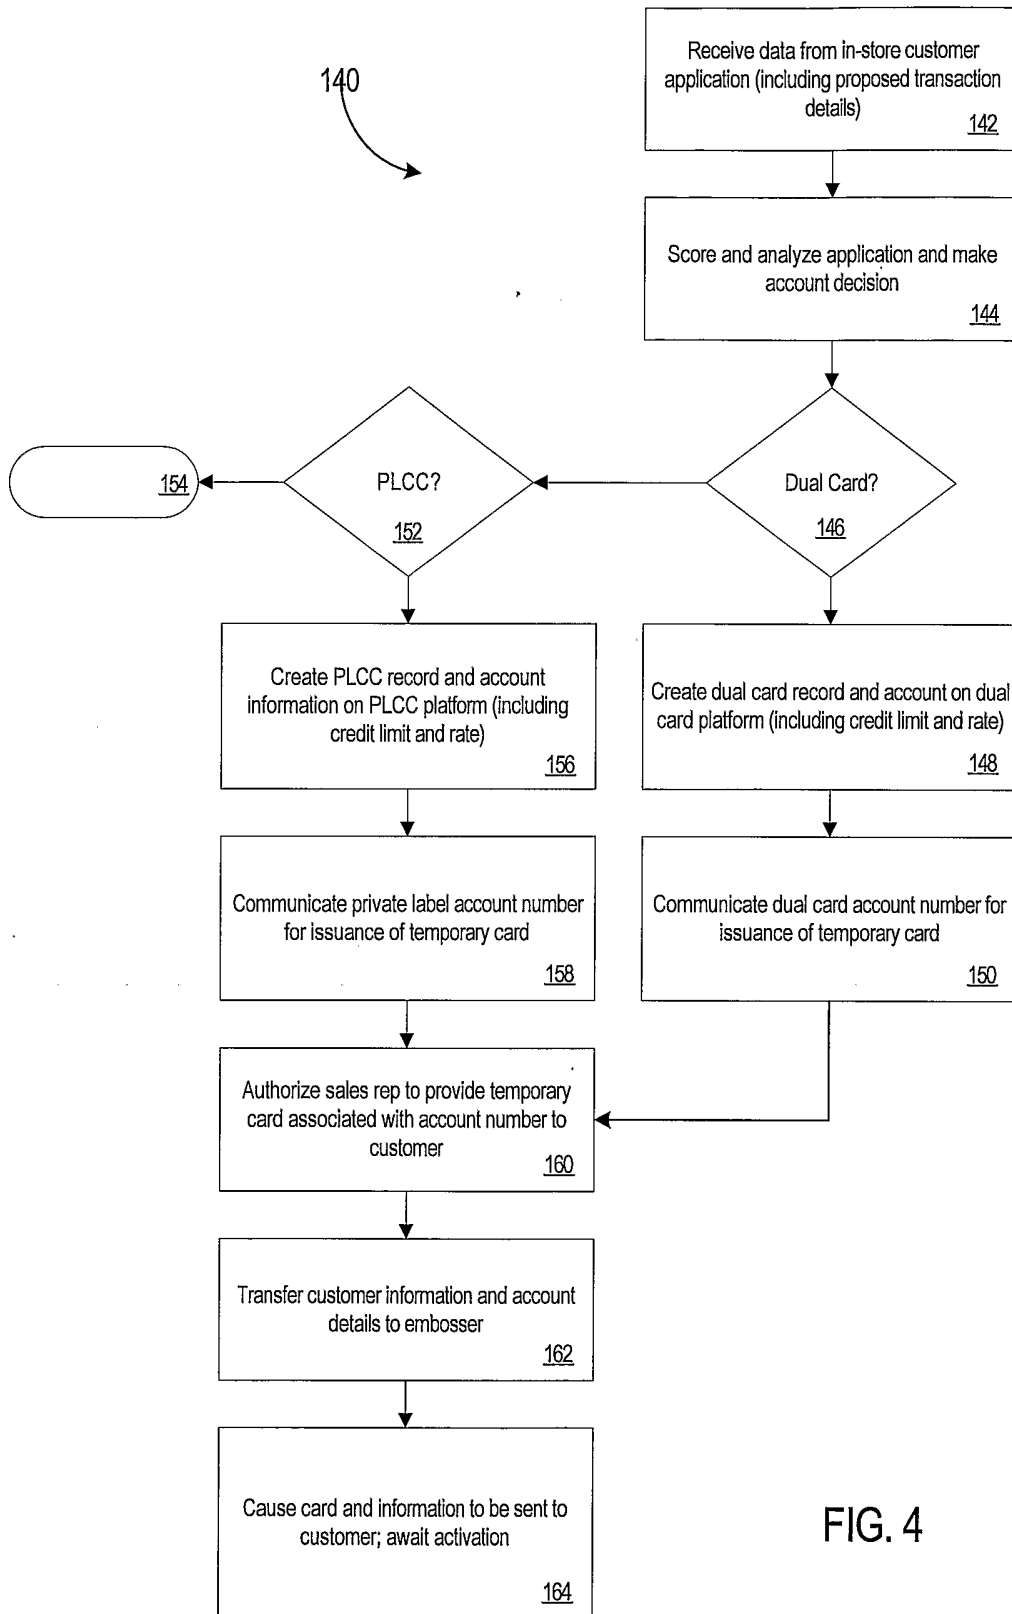 140
Receive data from in-store customer
application (including proposed transaction
details)
142
Score and analyze application and make
account decision
144
Dual Card?
146
PLCC?
152
154
Create PLCC record and account
information on PLCC platform (including
credit limit and rate)
156
Create dual card record and account on dual
card platform (including credit limit and rate)
148
Communicate private label account number
for issuance of temporary card
158
Communicate dual card account number for
issuance of temporary card
150
Authorize sales rep to provide temporary
card associated with account number to
customer
160
Transfer customer information and account
details to embosser
162
Cause card and information to be sent to
customer; await activation
164
FIG. 4